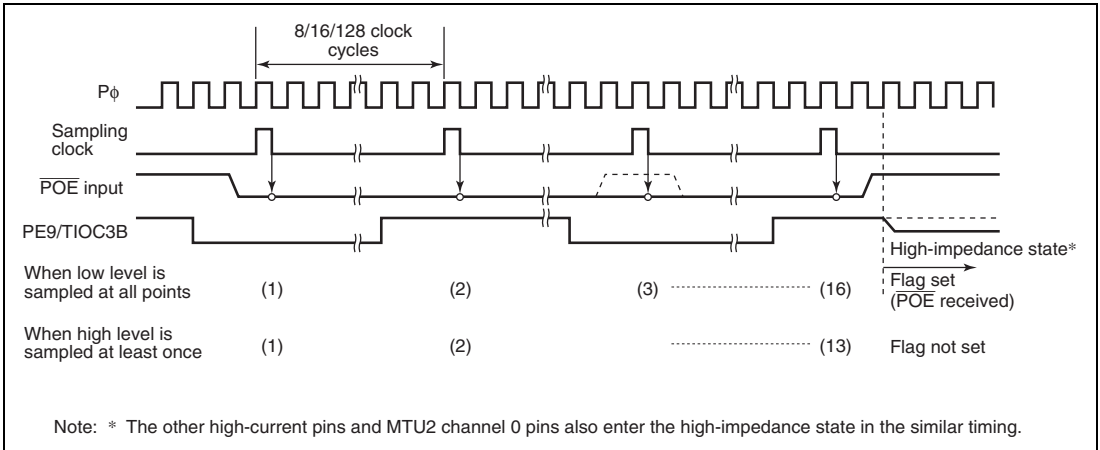 8/16/128 clock
cycles
Pϕ
Sampling
clock
POE input
PE9/TIOC3B
High-impedance state*
When low level is
sampled at all points
(1) (2) (3) (16)
Flag set
(POE received)
When high level is
sampled at least once
(1) (2) (13) Flag not set
Note: * The other high-current pins and MTU2 channel 0 pins also enter the high-impedance state in the similar timing.